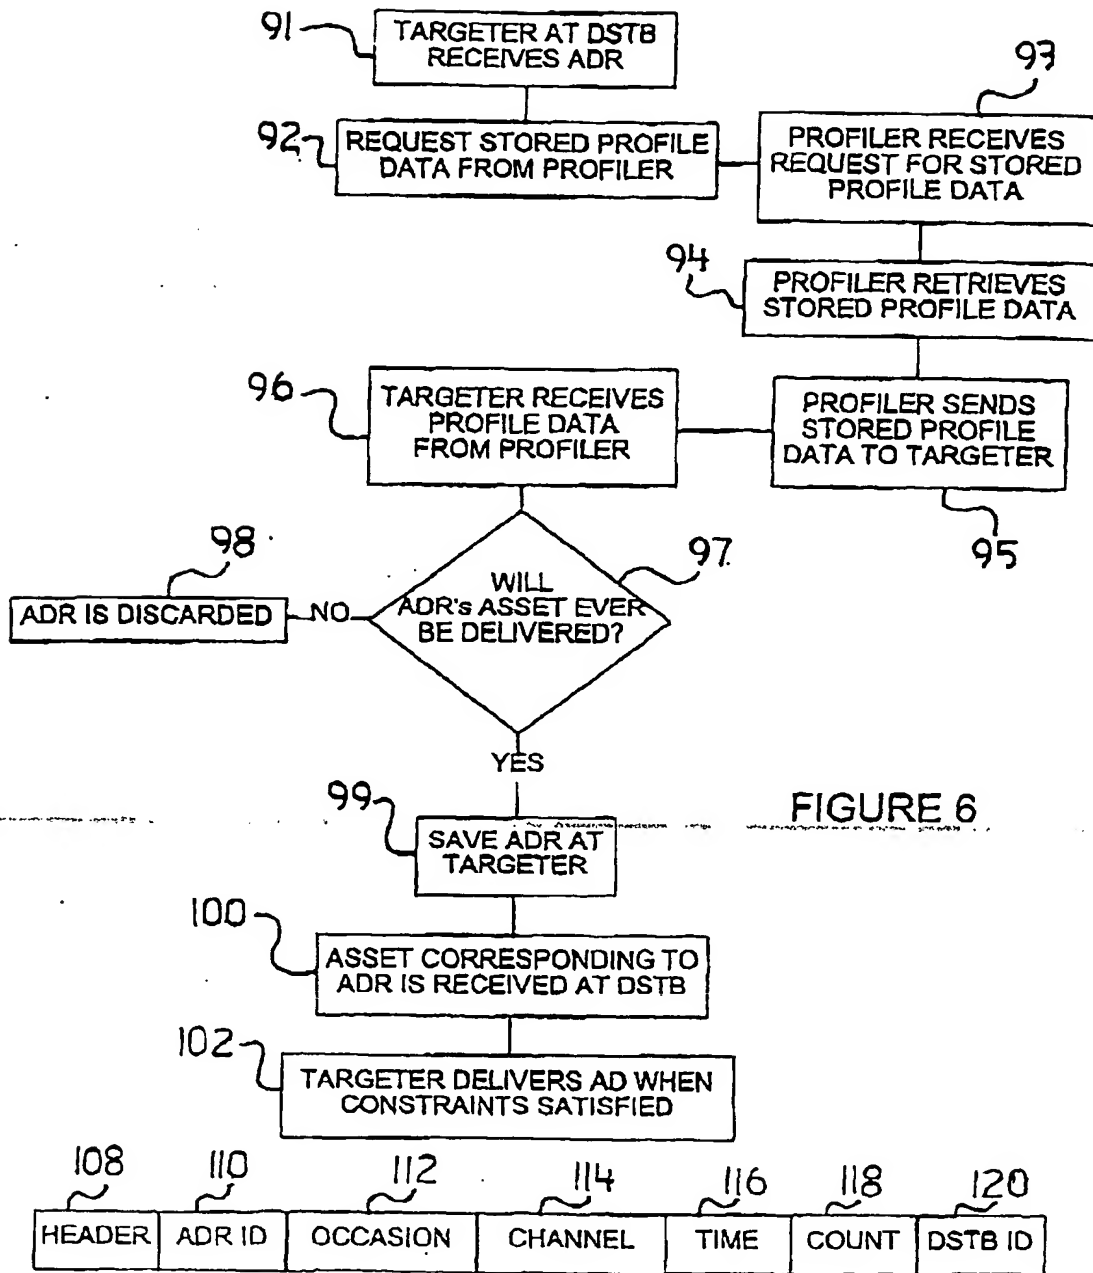 91
TARGETER AT DSTB
RECEIVES ADR
92
REQUEST STORED PROFILE
DATA FROM PROFILER
93
PROFILER RECEIVES
REQUEST FOR STORED
PROFILE DATA
94
PROFILER RETRIEVES
STORED PROFILE DATA
PROFILER SENDS
STORED PROFILE
DATA TO TARGETER
95
96
TARGETER RECEIVES
PROFILE DATA
FROM PROFILER
97
WILL
ADR's ASSET EVER
BE DELIVERED?
98
ADR IS DISCARDED
NO
YES
99
SAVE ADR AT
TARGETER
FIGURE 6
100
ASSET CORRESPONDING TO
ADR IS RECEIVED AT DSTB
102
TARGETER DELIVERS AD WHEN
CONSTRAINTS SATISFIED
108 110 112 114 116 118 120
HEADER ADR ID OCCASION CHANNEL TIME COUNT DSTB ID